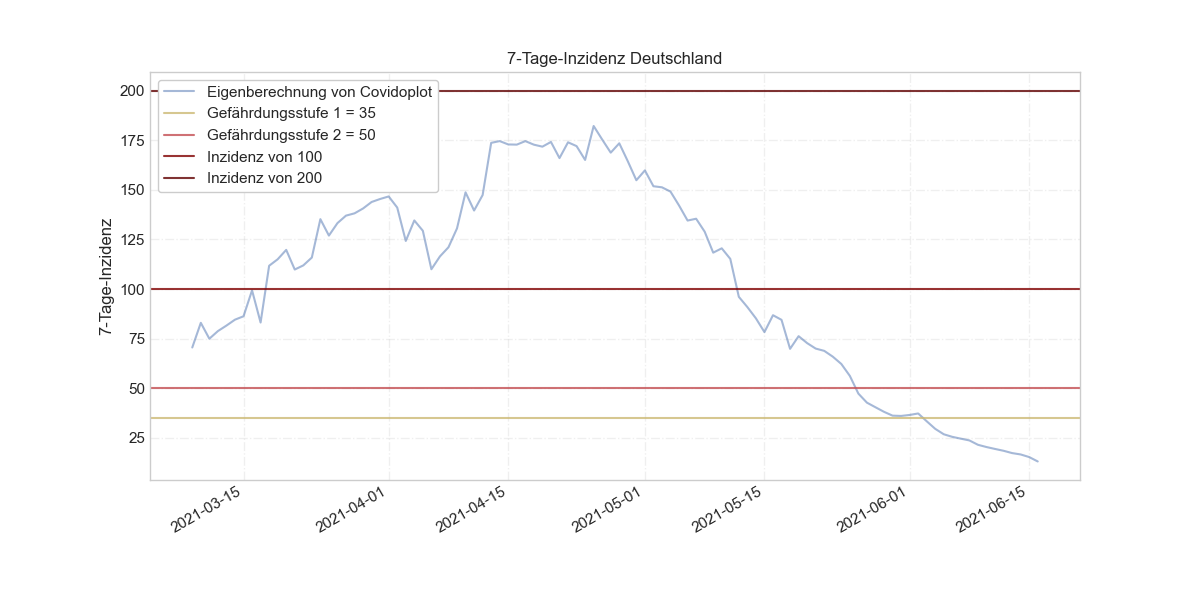 7-Tage-Inzidenz Deutschland
200
175
150
125
100
75
50
25
7-Tage-Inzidenz
Eigenberechnung von Covidoplot
Gefährdungsstufe 1 = 35
Gefährdungsstufe 2 = 50
Inzidenz von 100
Inzidenz von 200
2021-03-15
2021-04-01
2021-04-15
2021-05-01
2021-05-15
2021-06-01
2021-06-15